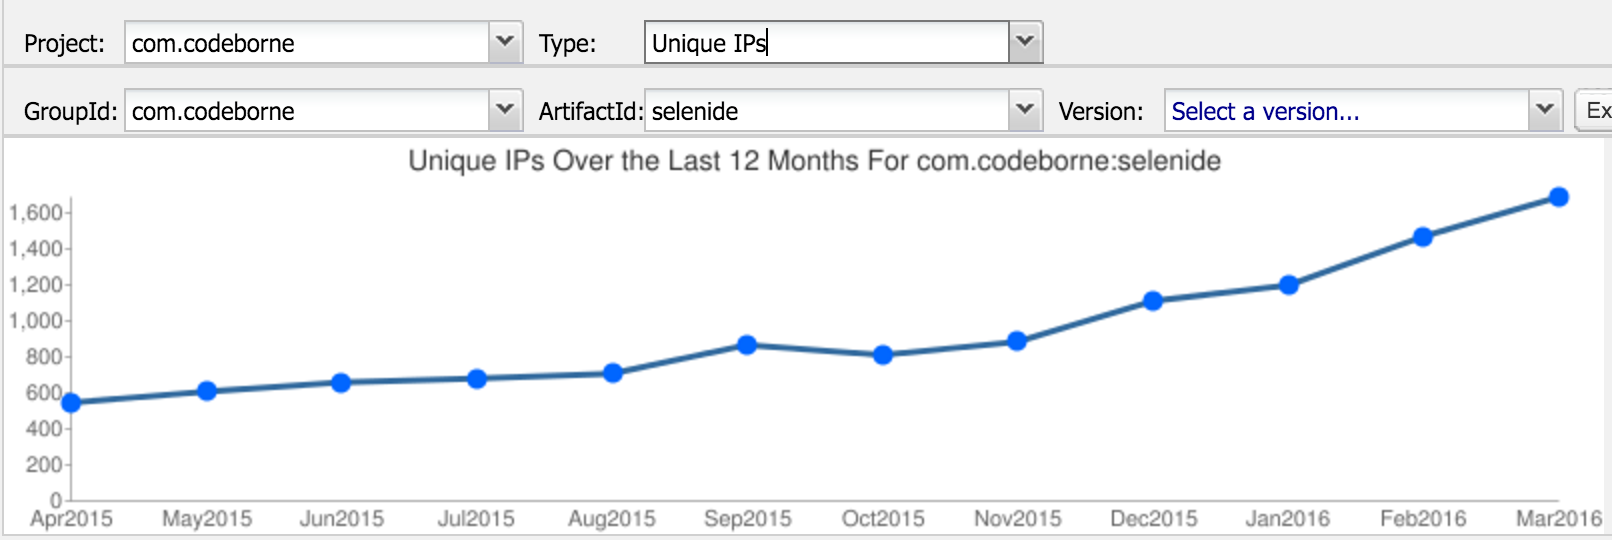 Project: com.codeborne Type: Unique IPs
GroupId: com.codeborne ArtifactId: selenide Version: Select a version... Ex
Unique IPs Over the Last 12 Months For com.codeborne:selenide
1,600
1,400
1,200
1,000
800
600
400
200
0
Apr2015 May2015 Jun2015 Jul2015 Aug2015 Sep2015 Oct2015 Nov2015 Dec2015 Jan2016 Feb2016 Mar2016